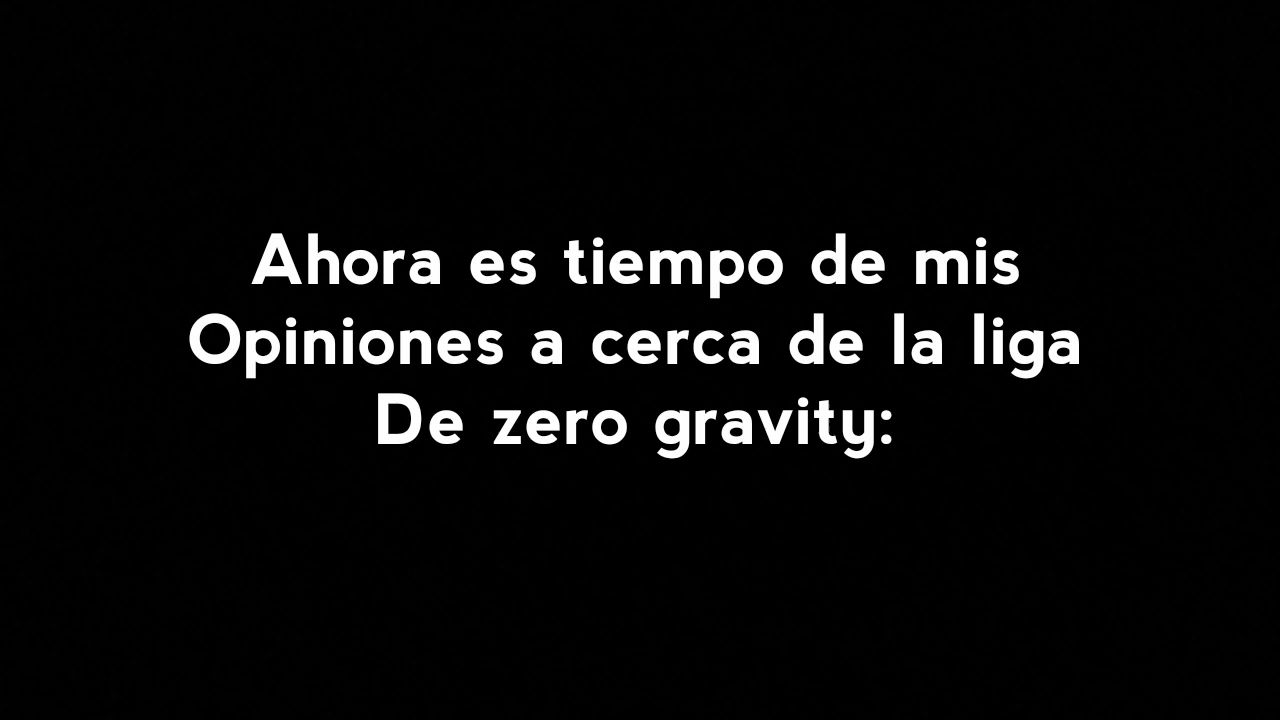 Ahora es tiempo de mis
Opiniones a cerca de la liga
De zero gravity: